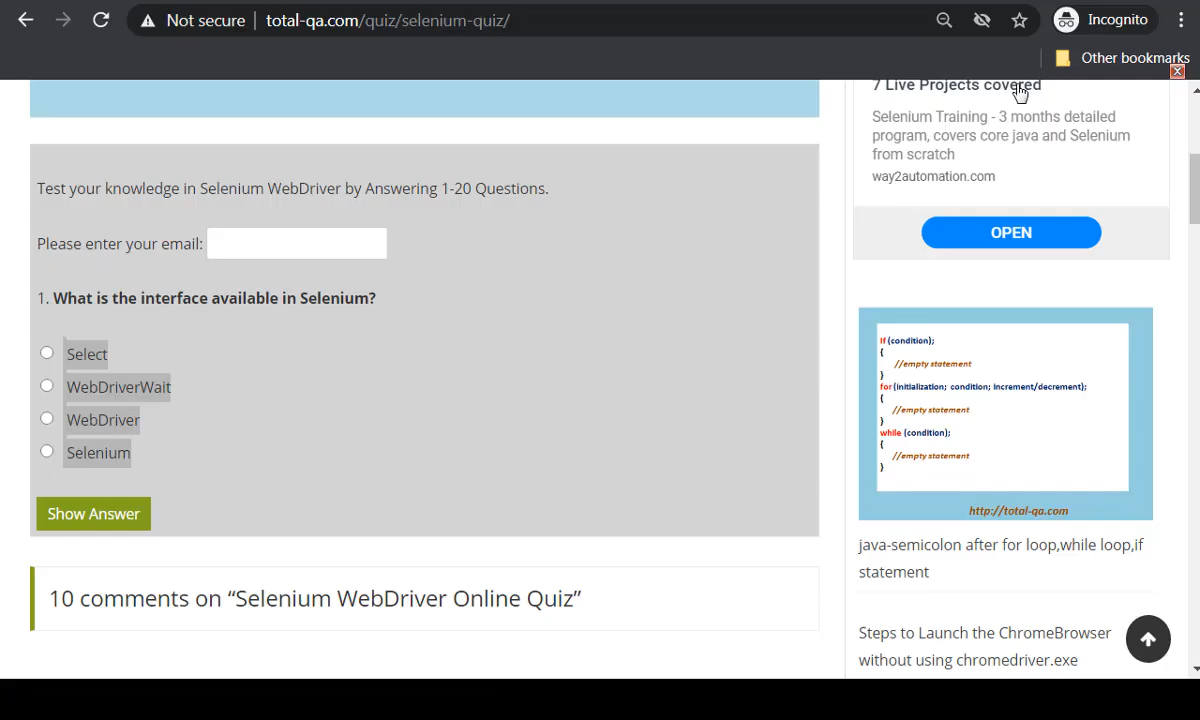 Not secure | total-qa.com/quiz/selenium-quiz/
Incognito
Other bookmarks
Test your knowledge in Selenium WebDriver by Answering 1-20 Questions.
Please enter your email:
1. What is the interface available in Selenium?
Select
WebDriverWait
WebDriver
Selenium
Show Answer
10 comments on “Selenium WebDriver Online Quiz”
7 Live Projects covered
Selenium Training - 3 months detailed
program, covers core java and Selenium
from scratch
way2automation.com
OPEN
If (condition);
{
//empty statement
}
for(initialization; condition; increment/decrement);
{
//empty statement
}
while (condition);
{
//empty statement
}
http://total-qa.com
java-semicolon after for loop,while loop,if
statement
Steps to Launch the ChromeBrowser
without using chromedriver.exe